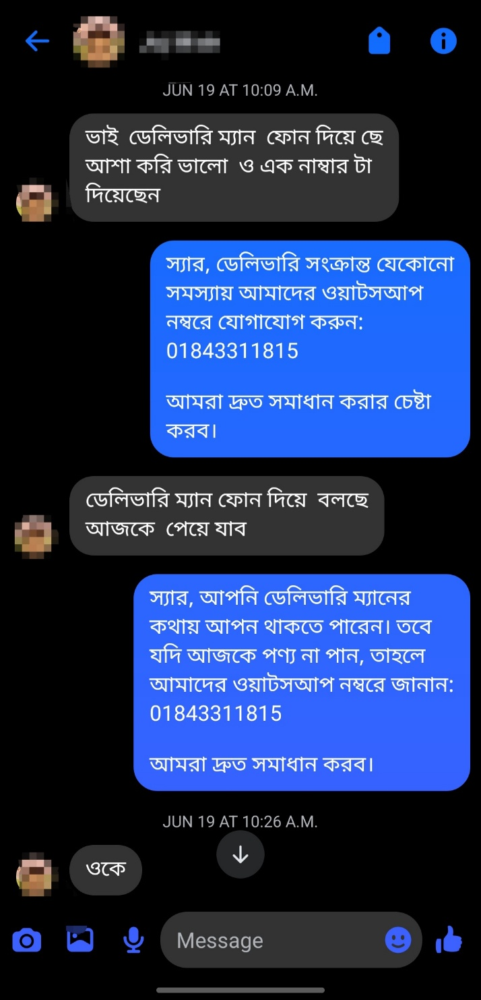 JUN 19 AT 10:09 A.M.
ভাই ডেলিভারি ম্যান ফোন দিয়ে ছে
আশা করি ভালো ও এক নাম্বার টা
দিয়েছেন
স্যার, ডেলিভারি সংক্রান্ত যেকোনো
সমস্যায় আমাদের ওয়াটসআপ
নম্বরে যোগাযোগ করুন:
01843311815
আমরা দ্রুত সমাধান করার চেষ্টা
করব।
ডেলিভারি ম্যান ফোন দিয়ে বলছে
আজকে পেয়ে যাব
স্যার, আপনি ডেলিভারি ম্যানের
কথায় আপন থাকতে পারেন। তবে
যদি আজকে পণ্য না পান, তাহলে
আমাদের ওয়াটসআপ নম্বরে জানান:
01843311815
আমরা দ্রুত সমাধান করব।
JUN 19 AT 10:26 A.M.
ওকে
Message